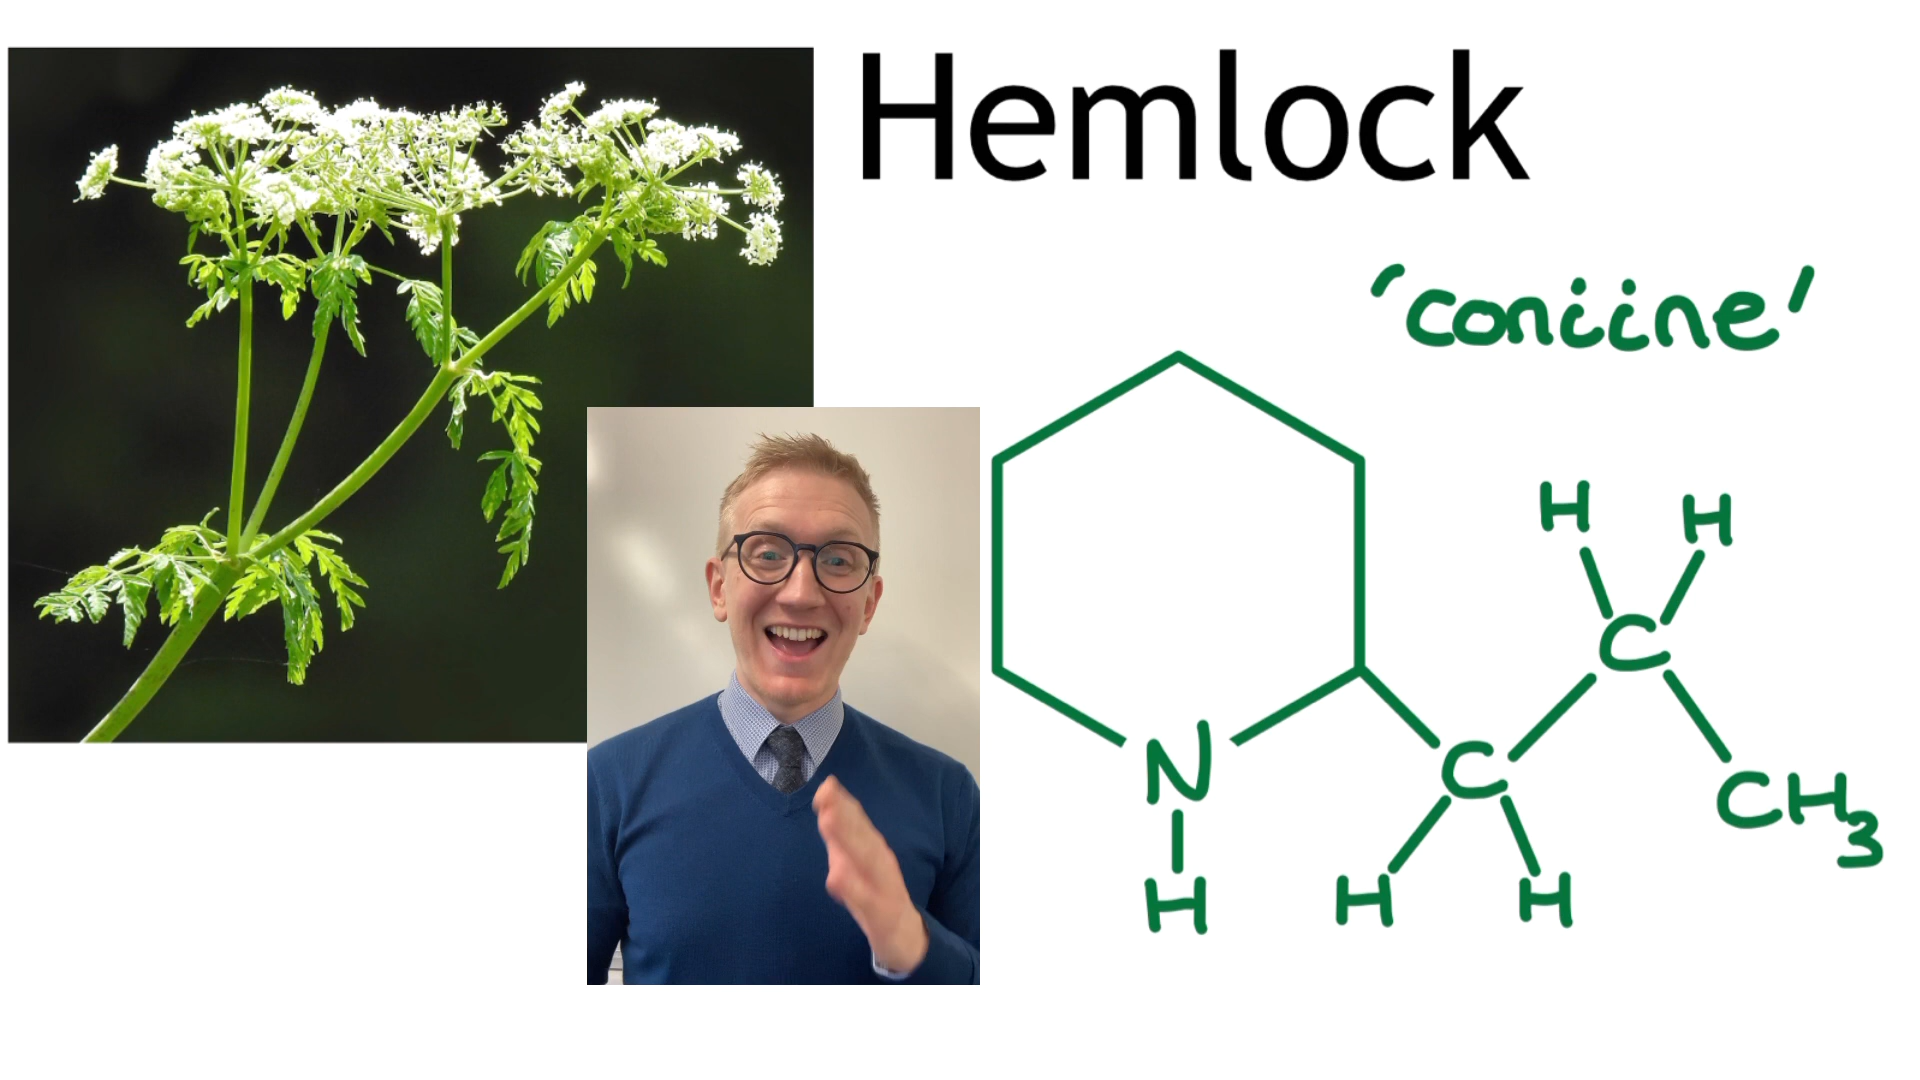 Hemlock
'coniine'
H H
C
N C CH3
H H H